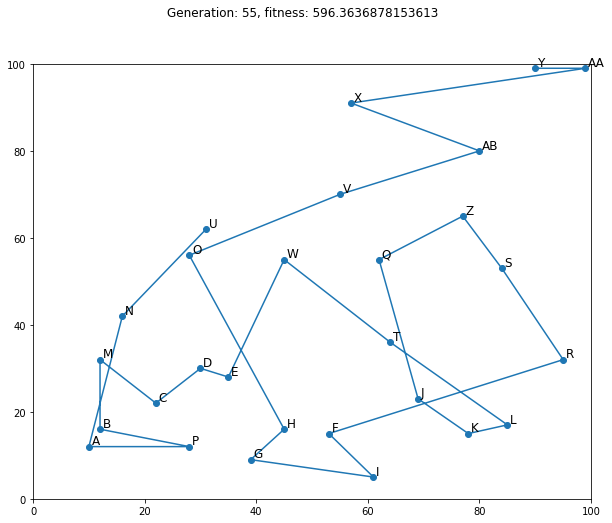 Generation: 55, fitness: 596.3636878153613
100
Y
AA
X
80
AB
V
Z
U
60
O
W
Q
S
N
40
T
M
R
D
E
C
J
20
B
H
F
K
L
A
P
G
I
0
0
20
40
60
80
100